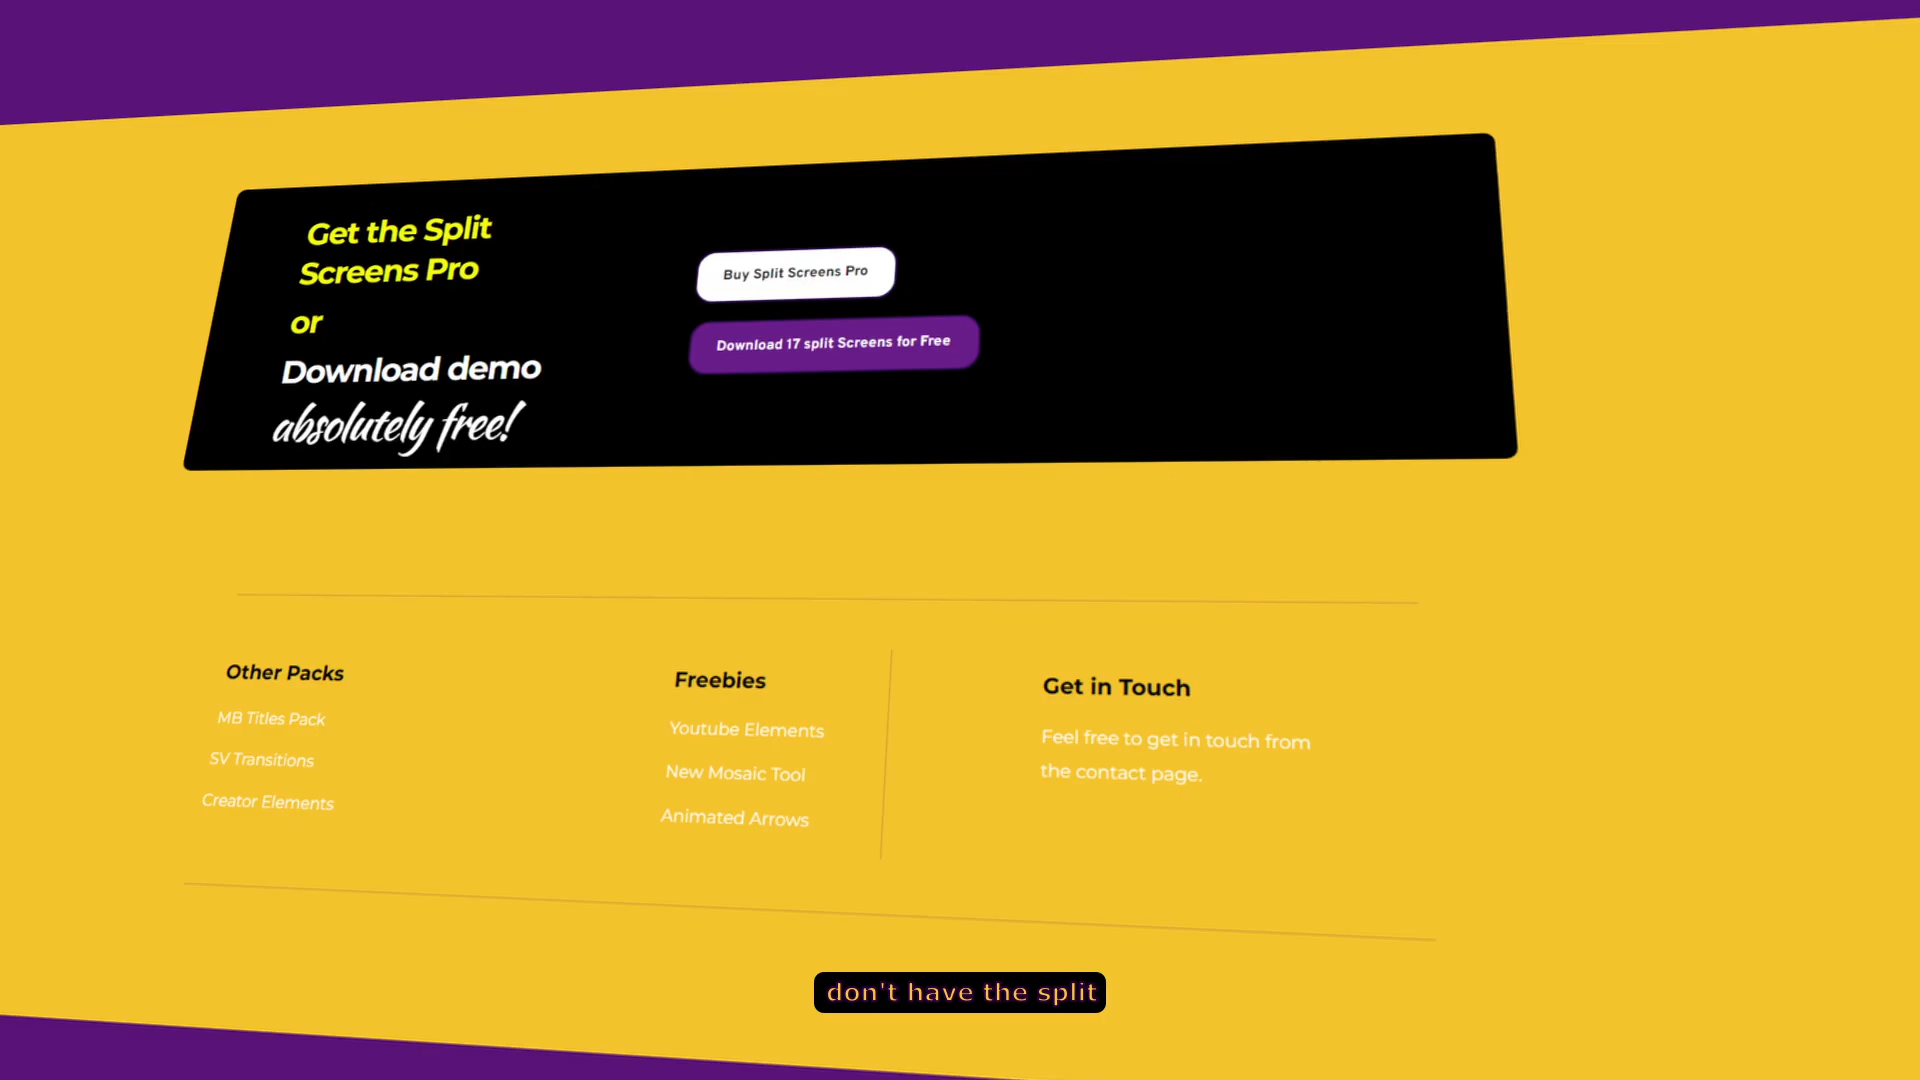 Get the Split
Screens Pro
or
Download demo
absolutely free!
Buy Split Screens Pro
Download 17 split Screens for Free
Other Packs
MB Titles Pack
SV Transitions
Creator Elements
Freebies
Youtube Elements
New Mosaic Tool
Animated Arrows
Get in Touch
Feel free to get in touch from
the contact page.
don't have the split